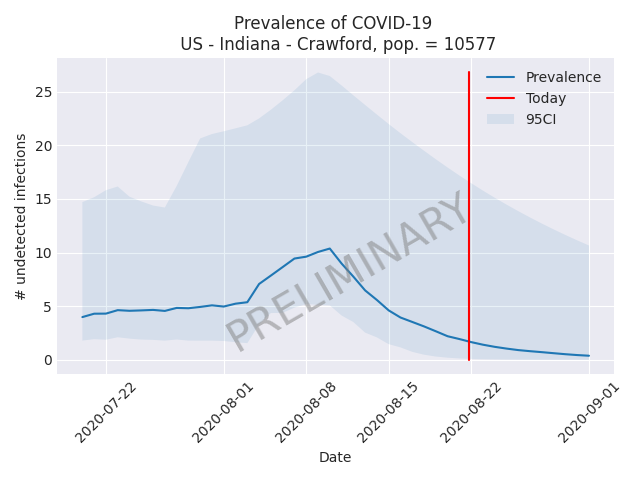 Prevalence of COVID-19
US - Indiana - Crawford, pop. = 10577
# undetected infections
25
20
15
10
5
0
Prevalence
Today
95CI
PRELIMINARY
2020-07-22
2020-08-01
2020-08-08
2020-08-15
2020-08-22
2020-09-01
Date